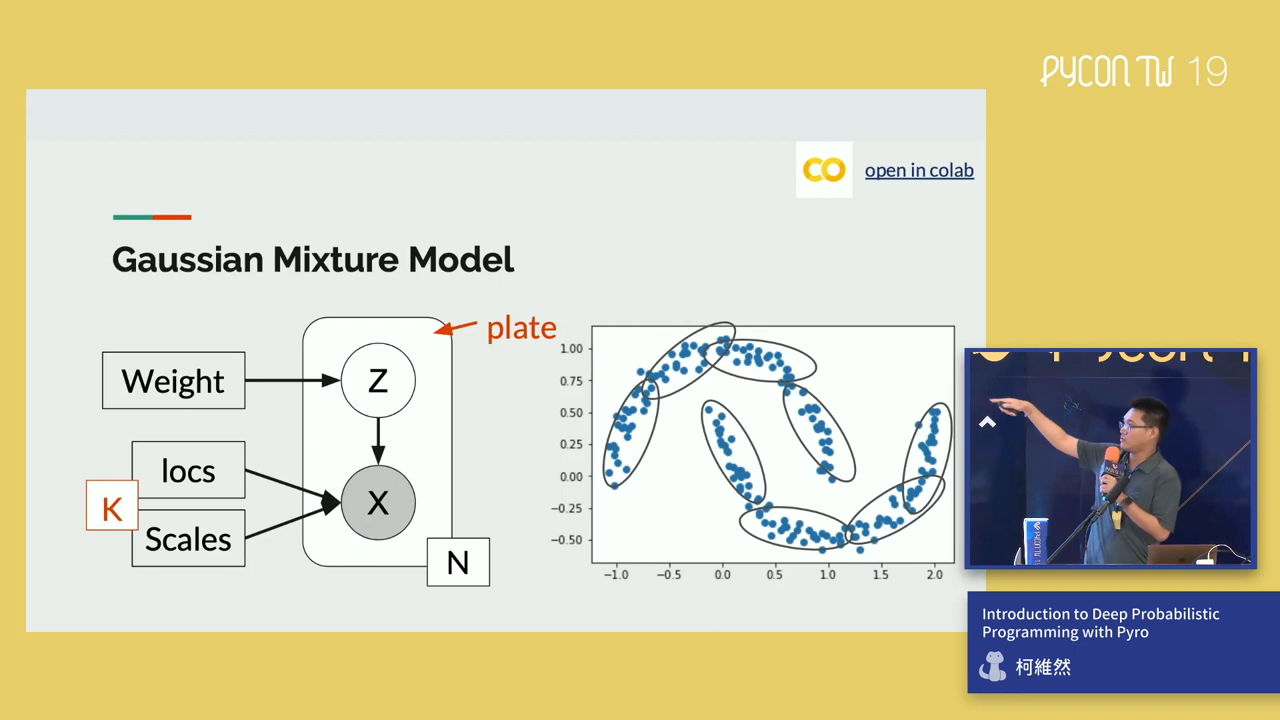 PYCON TW 19
open in colab
Gaussian Mixture Model
plate
Weight
Z
locs
K
X
Scales
N
1.00
0.75
0.50
0.25
0.00
−0.25
−0.50
−1.0 −0.5 0.0 0.5 1.0 1.5 2.0
Introduction to Deep Probabilistic
Programming with Pyro
柯維然